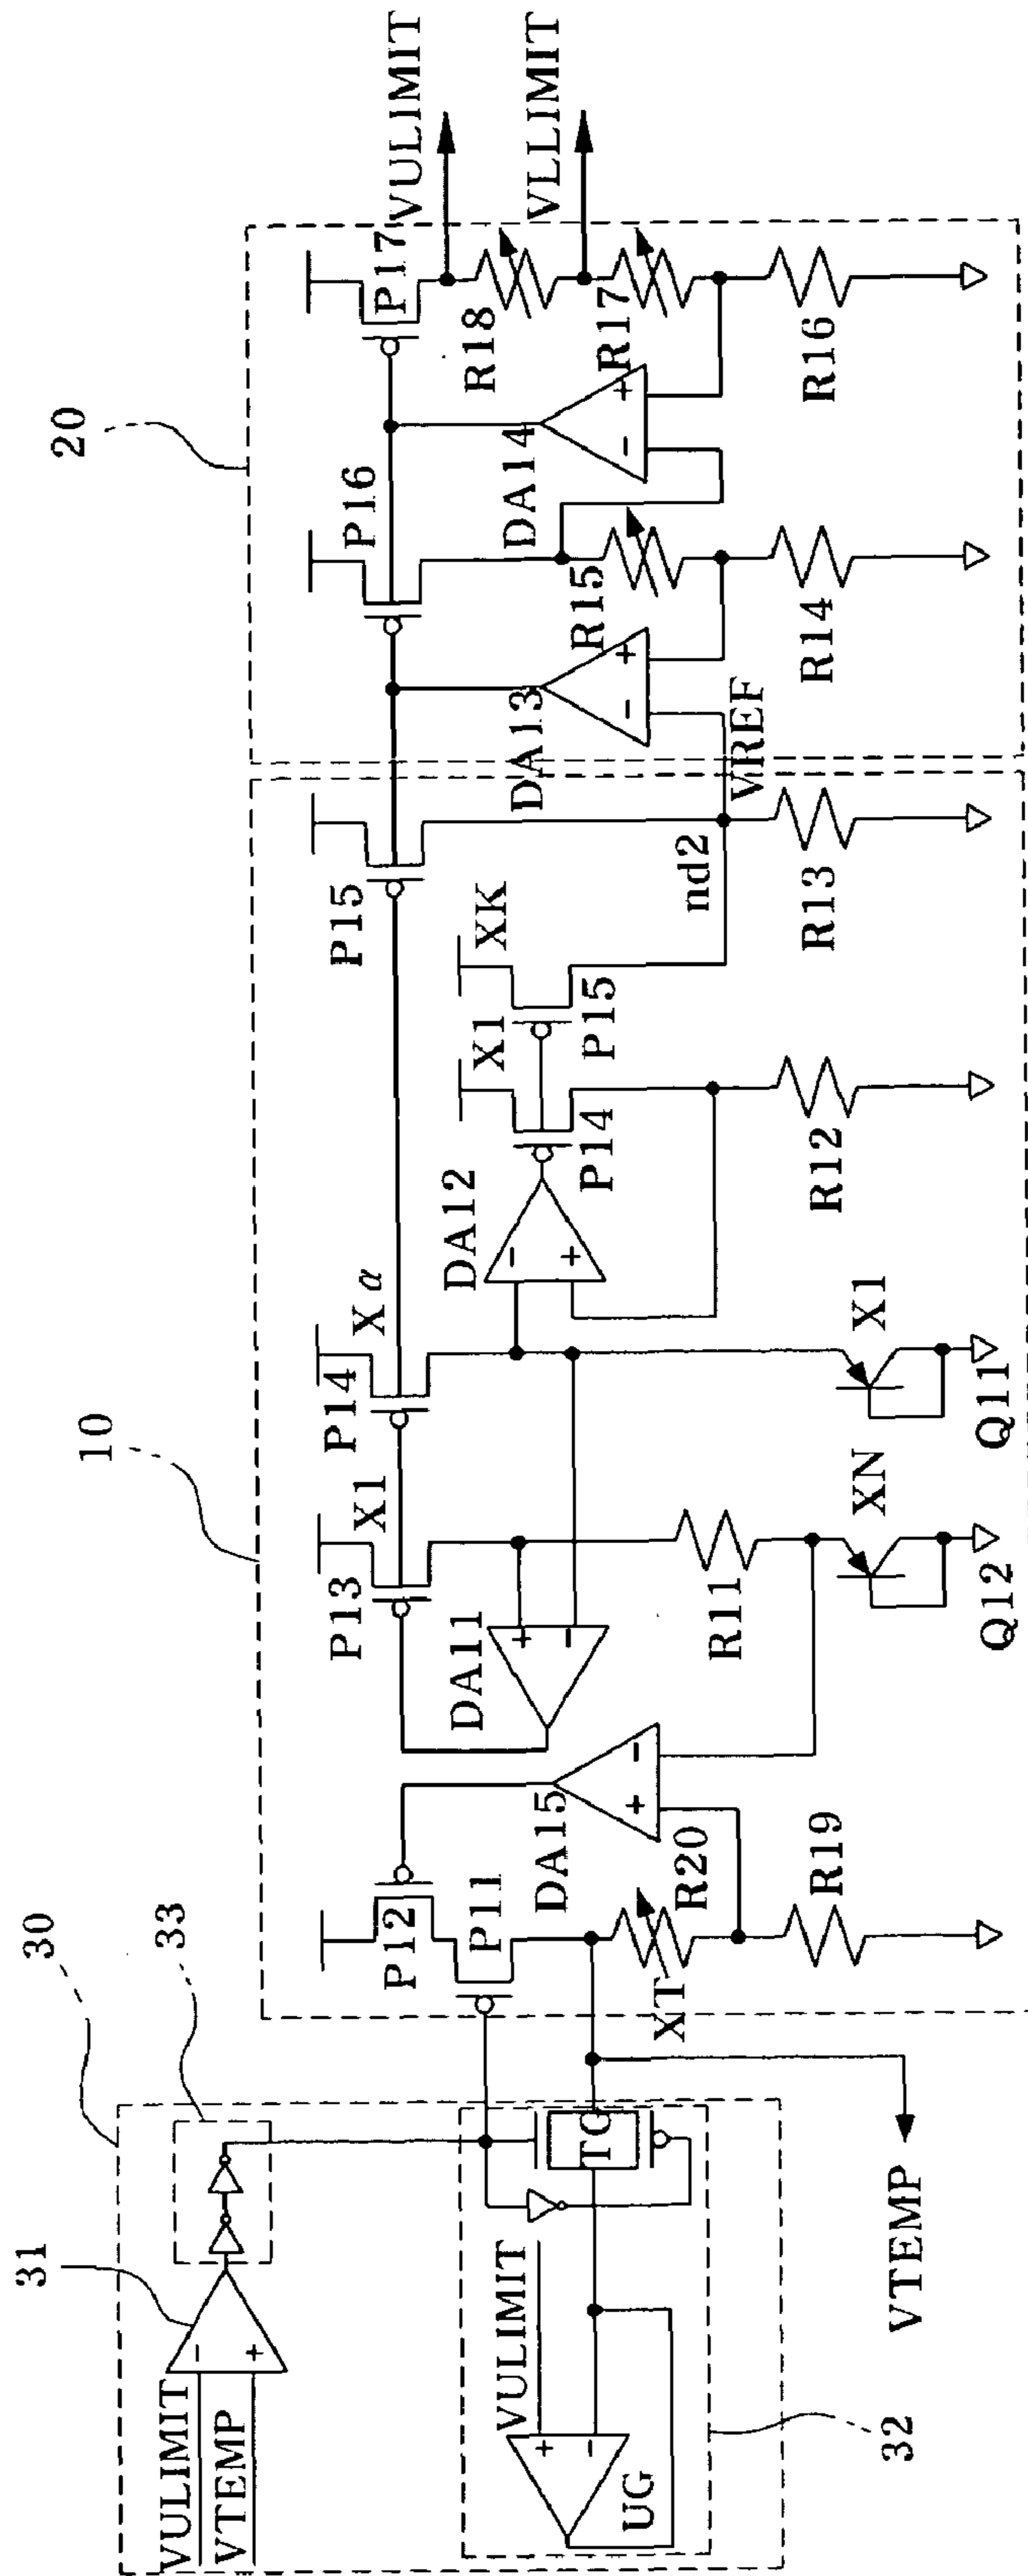 30
33
31
VULIMIT
VTEMP
-
+
VULIMIT
+
-
UG
TG
32
VTEMP
10
P12
P11
DA15
+
-
XT
R20
R19
P13
X1
DA11
+
-
R11
XN
Q12
P14
Xα
X1
Q11
DA12
-
+
X1
P14
R12
XK
P15
P15
nd2
VREF
R13
20
DA13
-
+
P16
R15
R14
DA14
-
+
P17
R18
R17
R16
VULIMIT
VLLIMIT